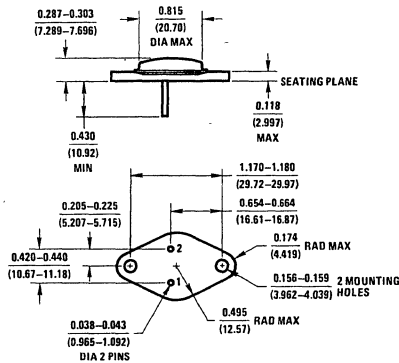 0.287–0.303
(7.289–7.696)
0.815
(20.70)
DIA MAX
SEATING PLANE
0.118
(2.997)
MAX
0.430
(10.92)
MIN
1.170–1.180
(29.72–29.97)
0.205–0.225
(5.207–5.715)
0.654–0.664
(16.61–16.87)
0.420–0.440
(10.67–11.18)
2
1
0.174
(4.419)
RAD MAX
0.156–0.159
(3.962–4.039)
2 MOUNTING
HOLES
0.495
(12.57)
RAD MAX
0.038–0.043
(0.965–1.092)
DIA 2 PINS